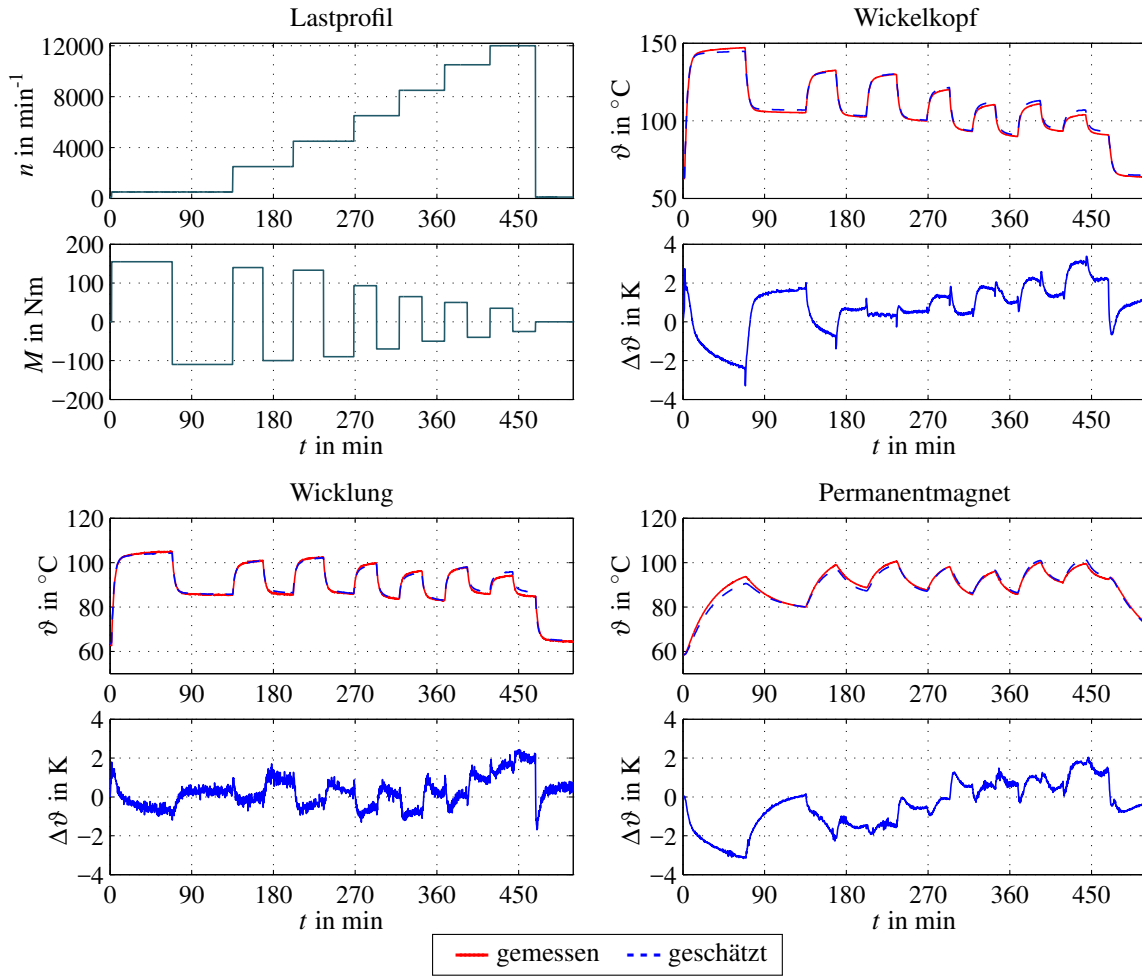 Lastprofil
12000
8000
4000
0
n in min-1
0 90 180 270 360 450
200
100
0
−100
−200
M in Nm
0 90 180 270 360 450
t in min
Wickelkopf
150
100
50
ϑ in °C
0 90 180 270 360 450
4
2
0
−2
−4
Δϑ in K
0 90 180 270 360 450
t in min
Wicklung
120
100
80
60
ϑ in °C
0 90 180 270 360 450
4
2
0
−2
−4
Δϑ in K
0 90 180 270 360 450
t in min
Permanentmagnet
120
100
80
60
ϑ in °C
0 90 180 270 360 450
4
2
0
−2
−4
Δϑ in K
0 90 180 270 360 450
t in min
gemessen geschätzt